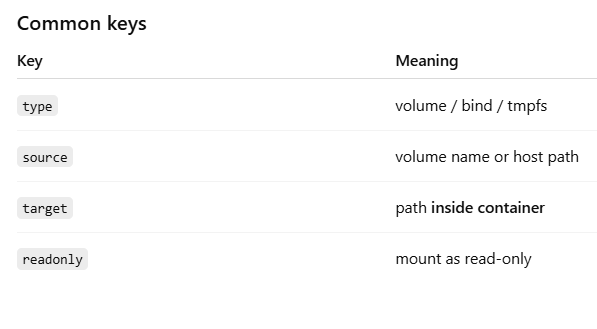 Common keys
Key Meaning
type volume / bind / tmpfs
source volume name or host path
target path inside container
readonly mount as read-only